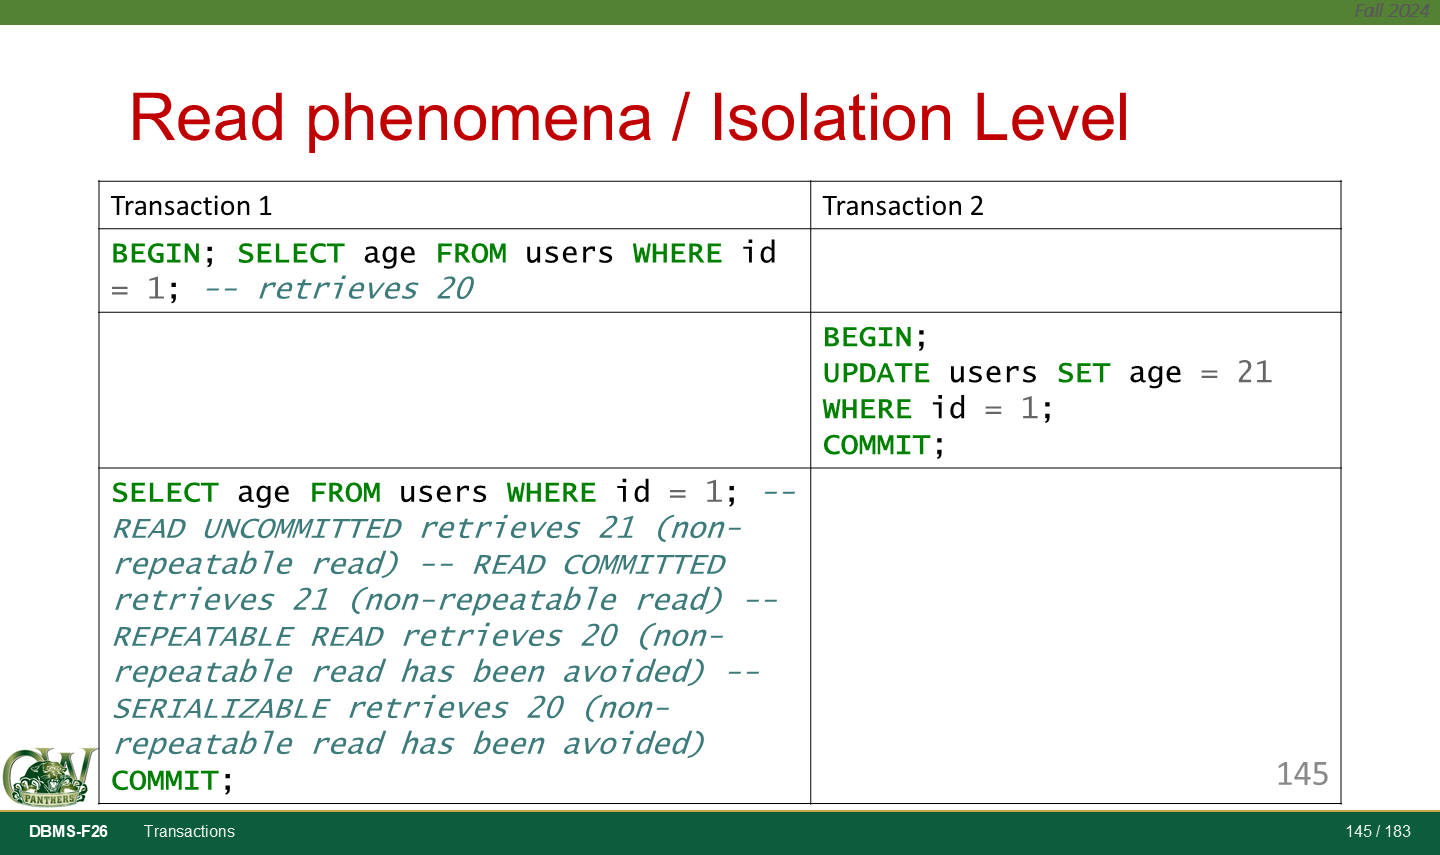 Fall 2024
Read phenomena / Isolation Level
Transaction 1
Transaction 2
BEGIN; SELECT age FROM users WHERE id
= 1; -- retrieves 20
BEGIN;
UPDATE users SET age = 21
WHERE id = 1;
COMMIT;
SELECT age FROM users WHERE id = 1; --
READ UNCOMMITTED retrieves 21 (non-
repeatable read) -- READ COMMITTED
retrieves 21 (non-repeatable read) --
REPEATABLE READ retrieves 20 (non-
repeatable read has been avoided) --
SERIALIZABLE retrieves 20 (non-
repeatable read has been avoided)
COMMIT;
145
OW
PANTHERS
DBMS-F26
Transactions
145 / 183